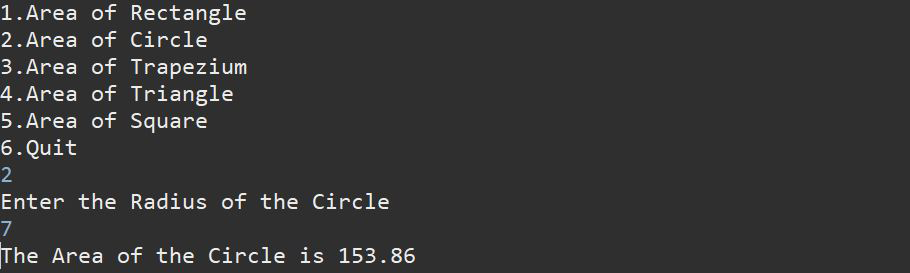 1.Area of Rectangle
2.Area of Circle
3.Area of Trapezium
4.Area of Triangle
5.Area of Square
6.Quit
2
Enter the Radius of the Circle
7
The Area of the Circle is 153.86